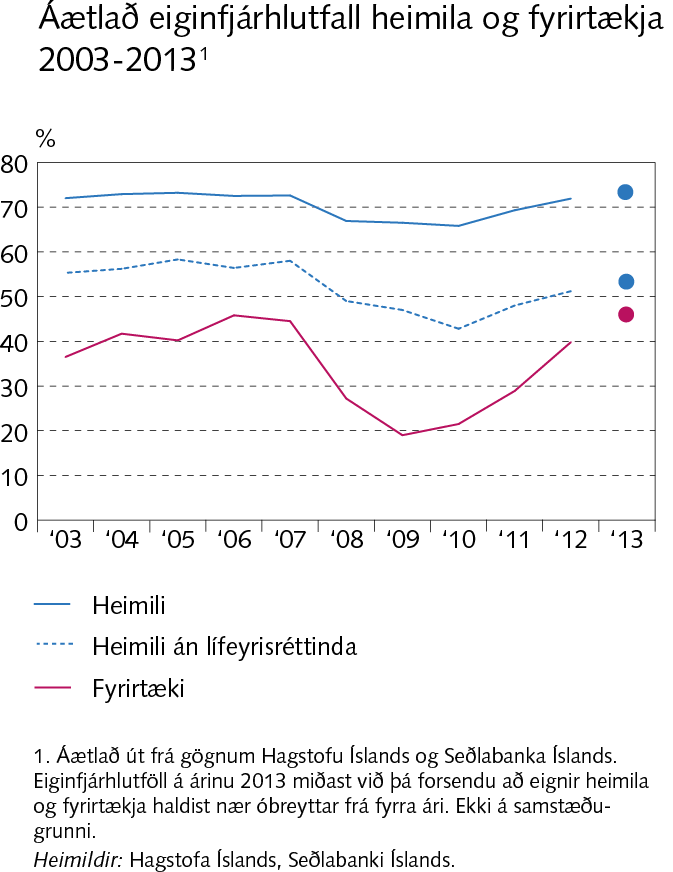 Áætlað eiginfjárhlutfall heimila og fyrirtækja
2003-2013¹
%
80
70
60
50
40
30
20
10
0
‘03 ‘04 ‘05 ‘06 ‘07 ‘08 ‘09 ‘10 ‘11 ‘12 ‘13
Heimili
Heimili án lífeyrisréttinda
Fyrirtæki
1. Áætlað út frá gögnum Hagstofu Íslands og Seðlabanka Íslands.
Eiginfjárhlutföll á árinu 2013 miðast við þá forsendu að eignir heimila
og fyrirtækja haldist nær óbreyttar frá fyrra ári. Ekki á samstæðu-
grunni.
Heimildir: Hagstofa Íslands, Seðlabanki Íslands.